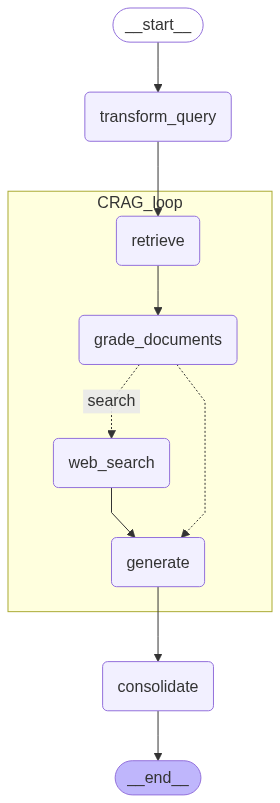 __start__
transform_query
CRAG_loop
retrieve
grade_documents
search
web_search
generate
consolidate
__end__